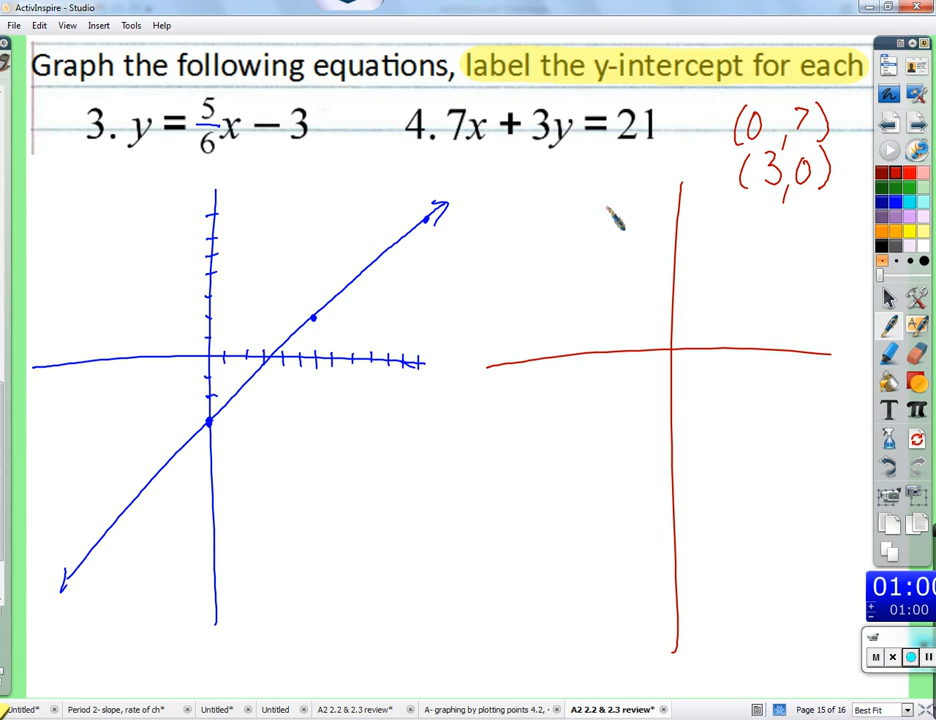 ActivInspire - Studio
File Edit View Insert Tools Help
Graph the following equations, label the y-intercept for each
3. y = 5/6 x − 3 4. 7x + 3y = 21 (0, 7)
(3, 0)
T π
01:00
01:00
M
Untitled* Period 2- slope, rate of ch* Untitled* Untitled A2 2.2 & 2.3 review* A- graphing by plotting points 4.2, A2 2.2 & 2.3 review* Page 15 of 16 Best Fit